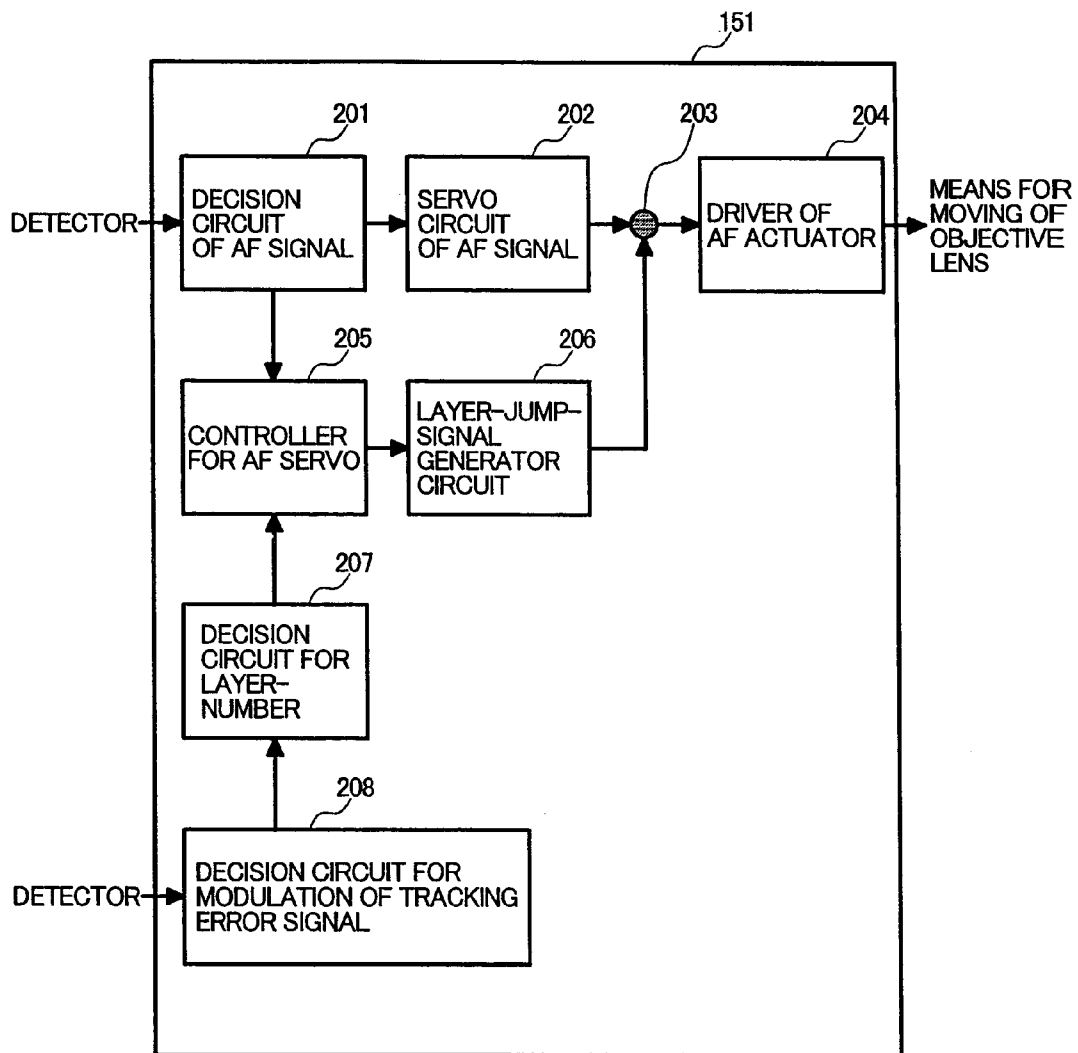 151
201
202
203
204
DETECTOR
DECISION
CIRCUIT
OF AF SIGNAL
SERVO
CIRCUIT
OF AF SIGNAL
DRIVER OF
AF ACTUATOR
MEANS FOR
MOVING OF
OBJECTIVE
LENS
205
206
CONTROLLER
FOR AF SERVO
LAYER-JUMP-
SIGNAL
GENERATOR
CIRCUIT
207
DECISION
CIRCUIT FOR
LAYER-
NUMBER
208
DETECTOR
DECISION CIRCUIT FOR
MODULATION OF TRACKING
ERROR SIGNAL